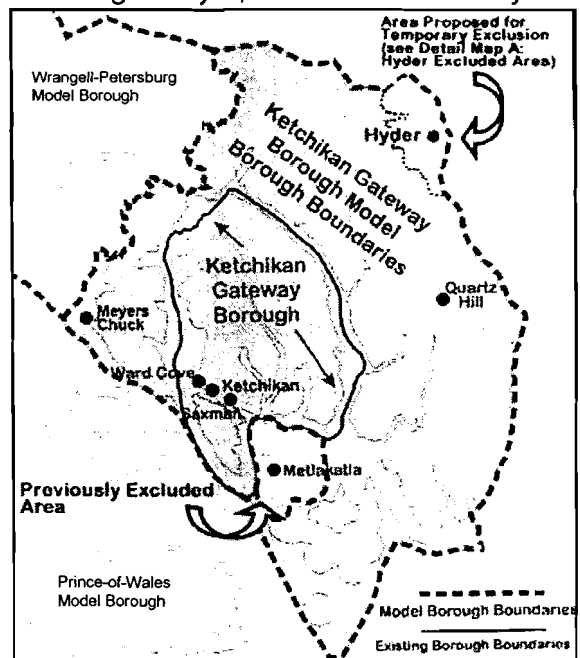 Area Proposed for
Temporary Exclusion
(see Detail Map A:
Hyder Excluded Area)
Wrangell-Petersburg
Model Borough
Hyder
Ketchikan Gateway
Borough Model
Borough Boundaries
Ketchikan
Gateway
Borough
Quartz
Hill
Meyers
Chuck
Ward Cove
Ketchikan
Saxman
Metlakatla
Previously Excluded
Area
Prince-of-Wales
Model Borough
Model Borough Boundaries
Existing Borough Boundaries